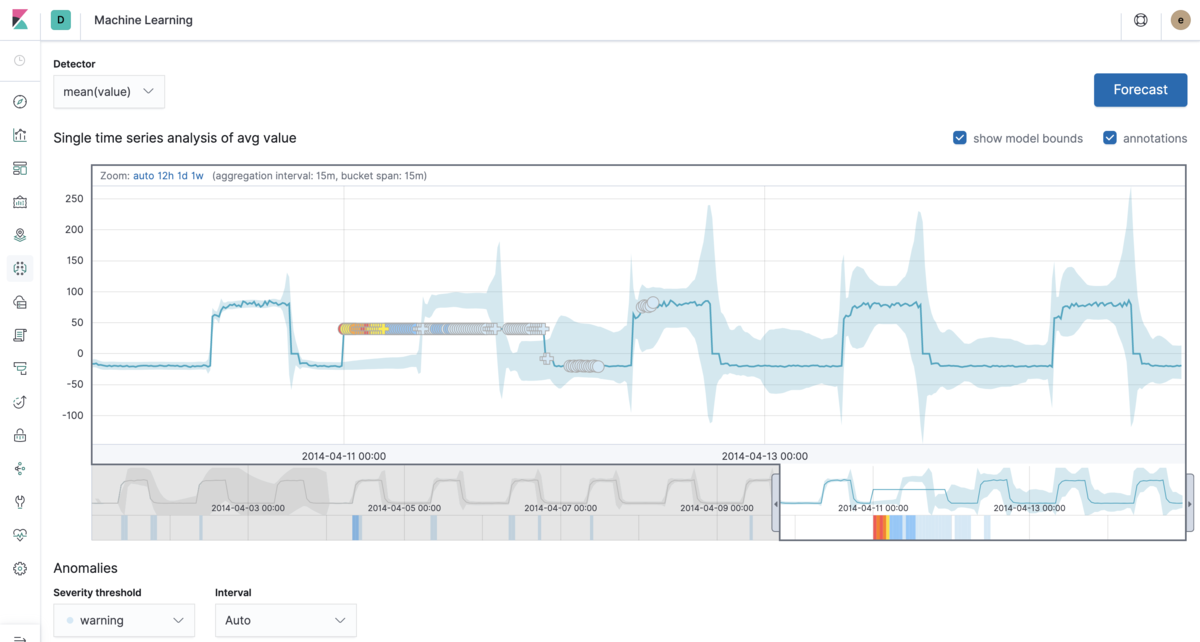 D Machine Learning e
Detector
mean(value)
Forecast
Single time series analysis of avg value
show model bounds annotations
Zoom: auto 12h 1d 1w (aggregation interval: 15m, bucket span: 15m)
250
200
150
100
50
0
-50
-100
2014-04-11 00:00 2014-04-13 00:00
2014-04-03 00:00 2014-04-05 00:00 2014-04-07 00:00 2014-04-09 00:00 2014-04-11 00:00 2014-04-13 00:00
Anomalies
Severity threshold Interval
warning Auto